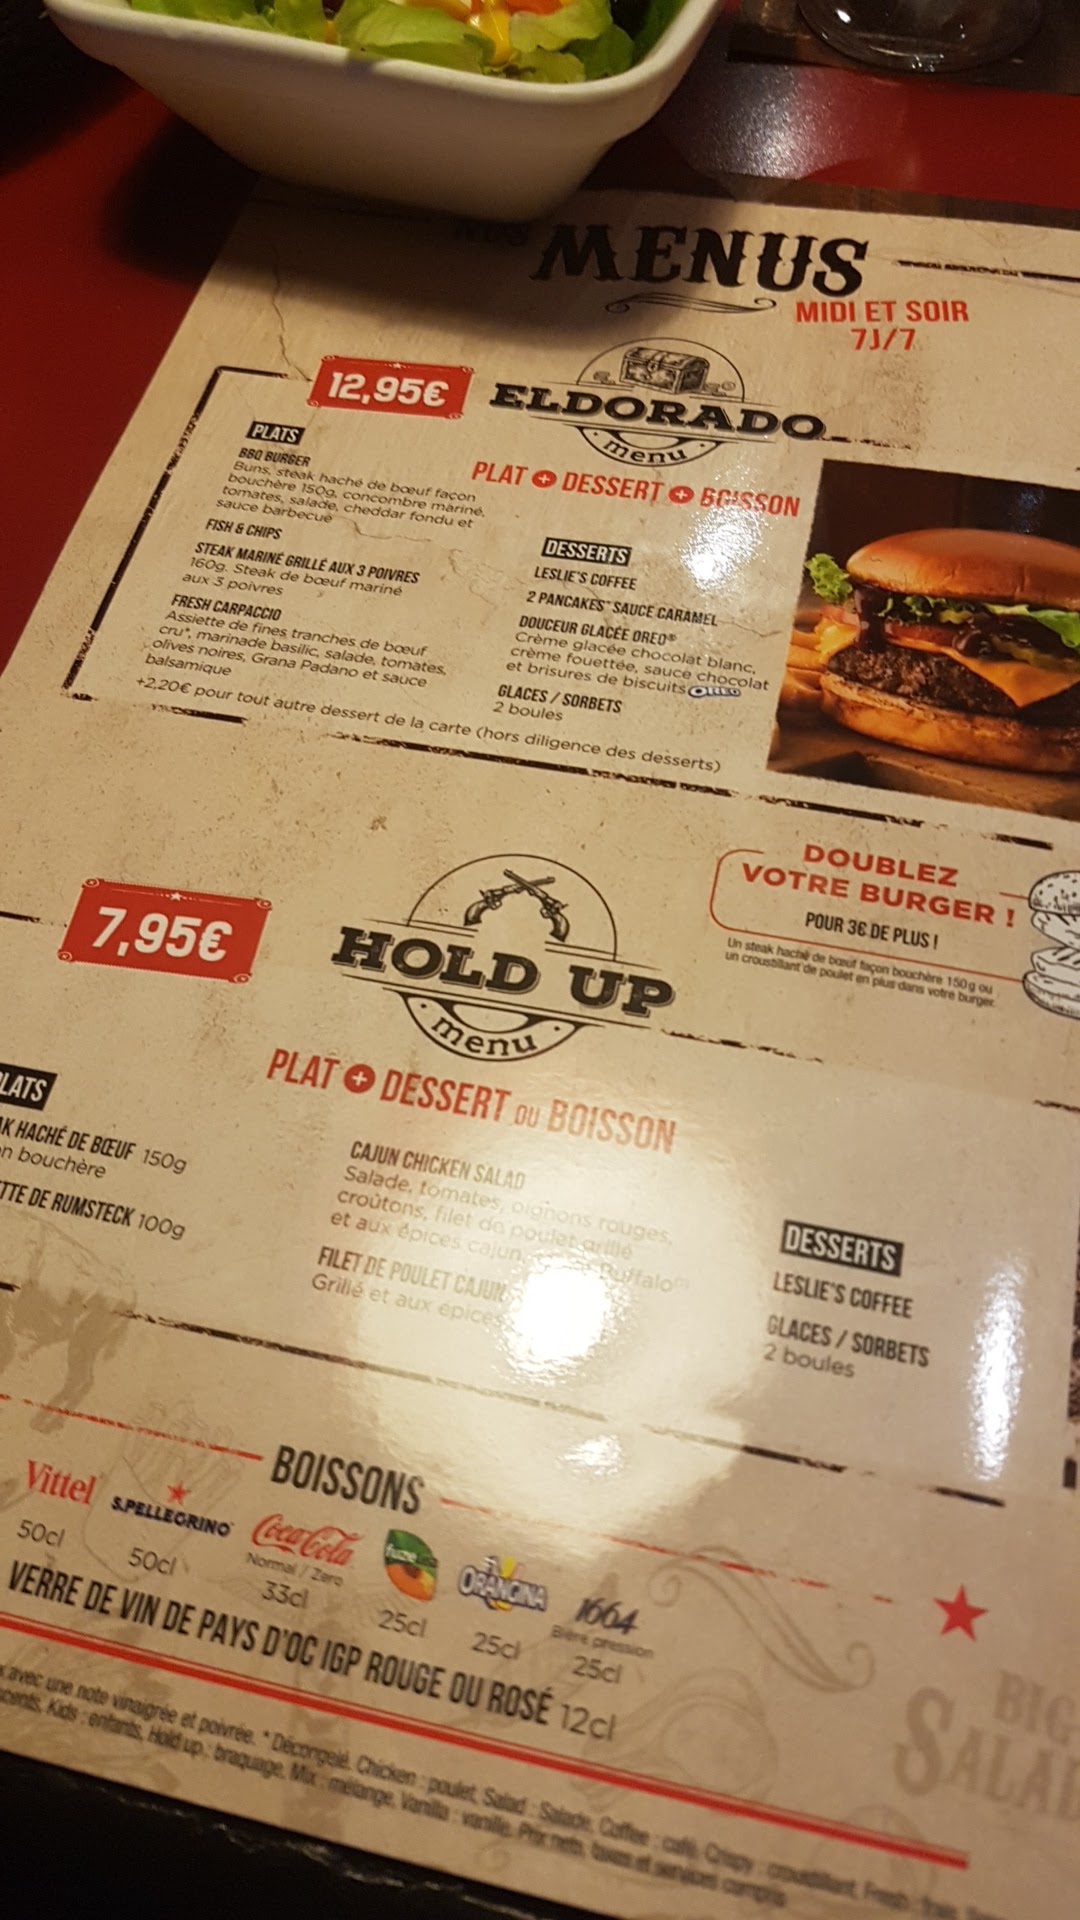 NOS MENUS
MIDI ET SOIR
7J/7
12,95€
ELDORADO
menu
PLAT + DESSERT + BOISSON
PLATS
BBQ BURGER
Buns, steak haché de bœuf façon
bouchère 150g, concombre mariné,
tomates, salade, cheddar fondu et
sauce barbecue
FISH & CHIPS
STEAK MARINÉ GRILLÉ AUX 3 POIVRES
160g. Steak de bœuf mariné
aux 3 poivres
FRESH CARPACCIO
Assiette de fines tranches de bœuf
cru*, marinade basilic, salade, tomates,
olives noires, Grana Padano et sauce
balsamique
DESSERTS
LESLIE'S COFFEE
2 PANCAKES* SAUCE CARAMEL
DOUCEUR GLACÉE OREO®
Crème glacée chocolat blanc,
crème fouettée, sauce chocolat
et brisures de biscuits OREO
GLACES / SORBETS
2 boules
+2,20€ pour tout autre dessert de la carte (hors diligence des desserts)
DOUBLEZ
VOTRE BURGER !
POUR 3€ DE PLUS !
Un steak haché de bœuf façon bouchère 150g ou
un croustillant de poulet en plus dans votre burger.
7,95€
HOLD UP
menu
PLAT + DESSERT OU BOISSON
LATS
AK HACHÉ DE BŒUF 150g
n bouchère
TTE DE RUMSTECK 100g
CAJUN CHICKEN SALAD
Salade, tomates, oignons rouges,
croûtons, filet de poulet grillé
et aux épices cajun, Buffalo
FILET DE POULET CAJUN
Grillé et aux épices
DESSERTS
LESLIE'S COFFEE
GLACES / SORBETS
2 boules
BOISSONS
Vittel
50cl
S.PELLEGRINO
50cl
Coca-Cola
Normal / Zero
33cl
fuze
25cl
ORANGINA
25cl
1664
Bière pression
25cl
VERRE DE VIN DE PAYS D'OC IGP ROUGE OU ROSÉ 12cl
avec une note vinaigrée et poivrée. * Décongelé. Chicken : poulet, Salad : Salade, Coffee : café, Crispy : croustillant, Fresh : frais,
Kids : enfants, Hold up : braquage, Mix : mélange, Vanilla : vanille. Prix nets, taxes et services compris
BIG
SALAD